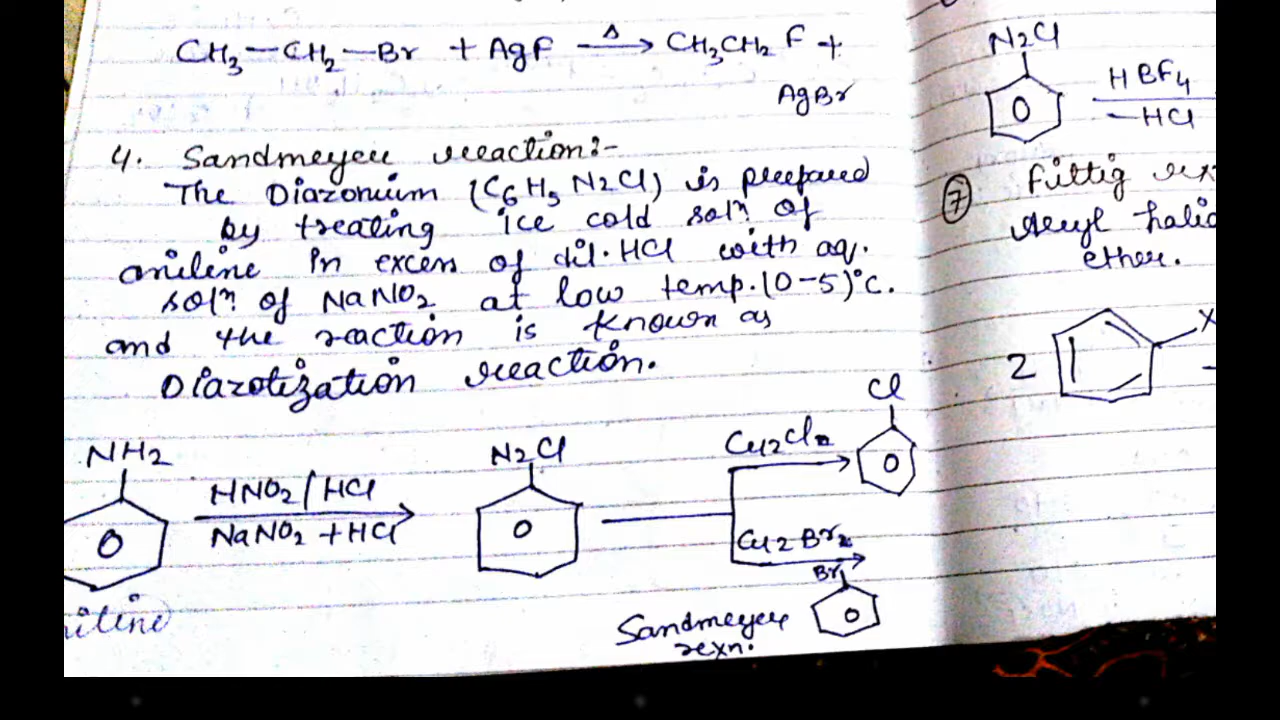 CH3—CH2—Br + AgF —Δ→ CH3CH2F +
AgBr
4. Sandmeyer reaction:-
The Diazonium (C6H5N2Cl) is prepared
by treating ice cold solⁿ of
aniline in excess of dil. HCl with aq.
solⁿ of NaNO2 at low temp. (0-5)°C.
and the reaction is known as
Diazotization reaction.
NH2
HNO2/HCl
NaNO2 + HCl
N2Cl
Cu2Cl2
Cl
Cu2Br2
Br
Sandmeyer
rexn.
N2Cl
HBF4
—HCl
7 Fittig rex
Aryl halid
ether.
2
X